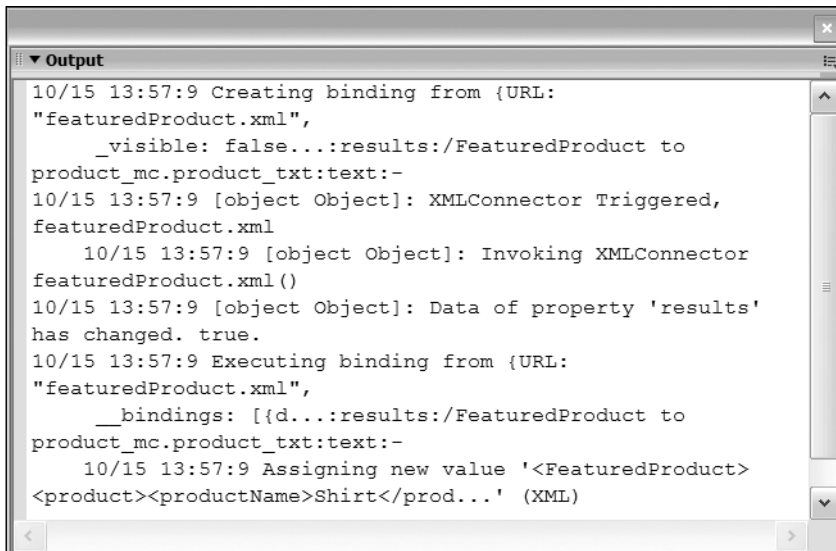 Output
10/15 13:57:9 Creating binding from {URL:
"featuredProduct.xml",
_visible: false...:results:/FeaturedProduct to
product_mc.product_txt:text:-
10/15 13:57:9 [object Object]: XMLConnector Triggered,
featuredProduct.xml
10/15 13:57:9 [object Object]: Invoking XMLConnector
featuredProduct.xml()
10/15 13:57:9 [object Object]: Data of property 'results'
has changed. true.
10/15 13:57:9 Executing binding from {URL:
"featuredProduct.xml",
__bindings: [{d...:results:/FeaturedProduct to
product_mc.product_txt:text:-
10/15 13:57:9 Assigning new value '<FeaturedProduct>
<product><productName>Shirt</prod...' (XML)